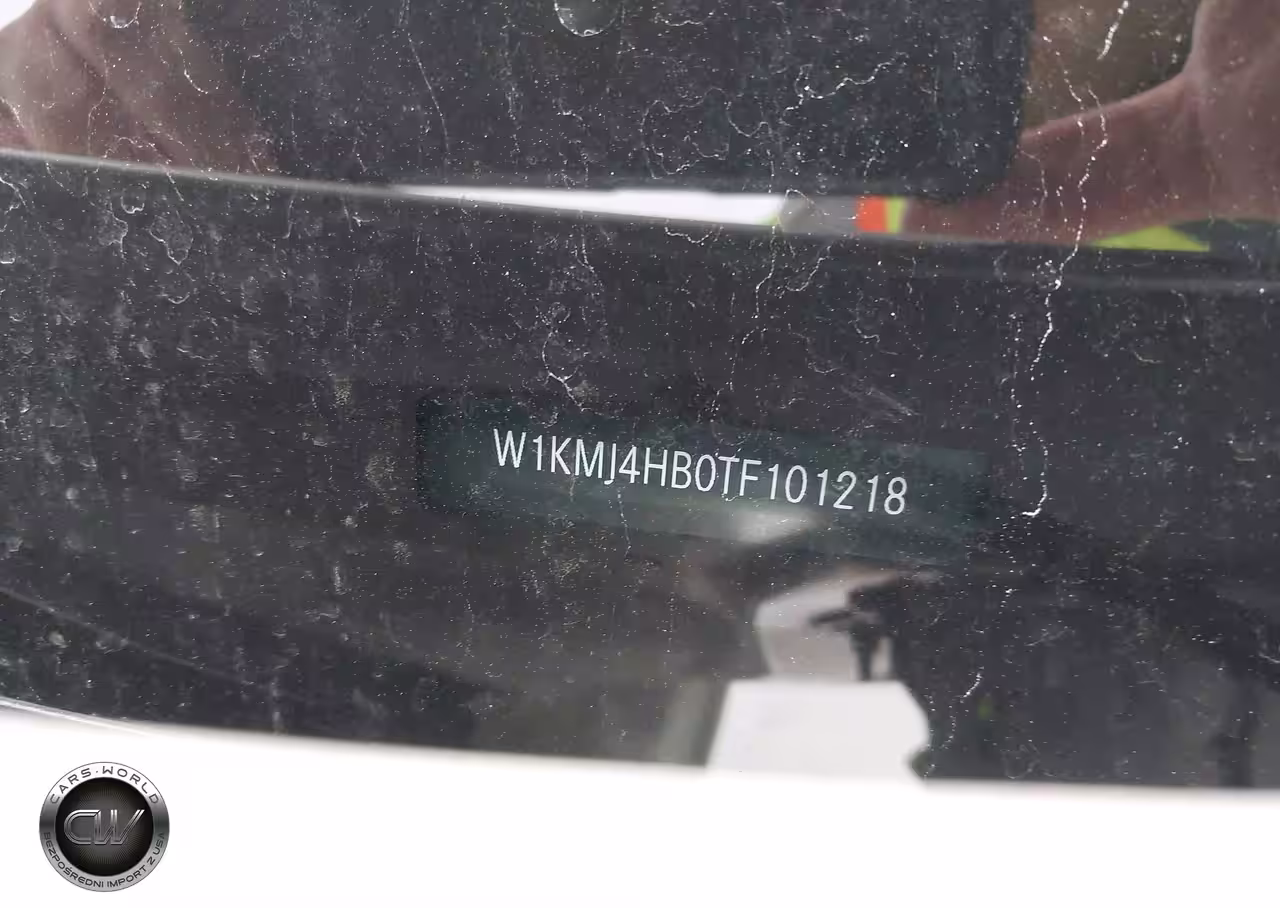 W1KMJ4HB0TF101218
CARS·WORLD
CW
BEZPOŚREDNI IMPORT Z USA